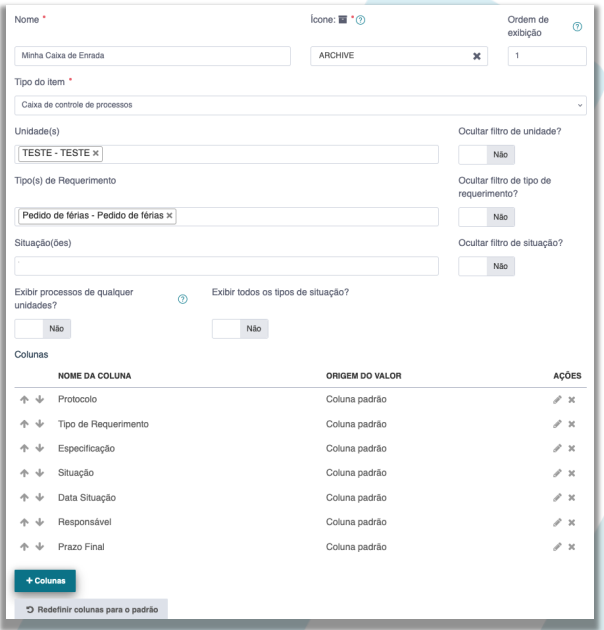 Nome *
Ícone: * ?
Ordem de exibição ?
Minha Caixa de Enrada
ARCHIVE ✖
1
Tipo do item *
Caixa de controle de processos
Unidade(s)
Ocultar filtro de unidade?
TESTE - TESTE ×
Não
Tipo(s) de Requerimento
Ocultar filtro de tipo de requerimento?
Pedido de férias - Pedido de férias ×
Não
Situação(ões)
Ocultar filtro de situação?
Não
Exibir processos de qualquer unidades? ?
Exibir todos os tipos de situação?
Não
Não
Colunas
NOME DA COLUNA ORIGEM DO VALOR AÇÕES
Protocolo Coluna padrão
Tipo de Requerimento Coluna padrão
Especificação Coluna padrão
Situação Coluna padrão
Data Situação Coluna padrão
Responsável Coluna padrão
Prazo Final Coluna padrão
+ Colunas
Redefinir colunas para o padrão